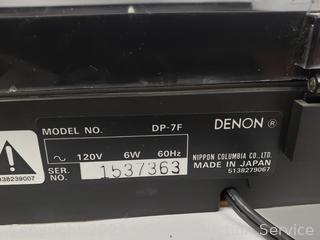 MODEL NO. DP-7F
DENON ®
~ 120V 6W 60Hz
NIPPON COLUMBIA CO.,LTD.
SER. NO. 1537363
MADE IN JAPAN
5138279067
5138239007
Service